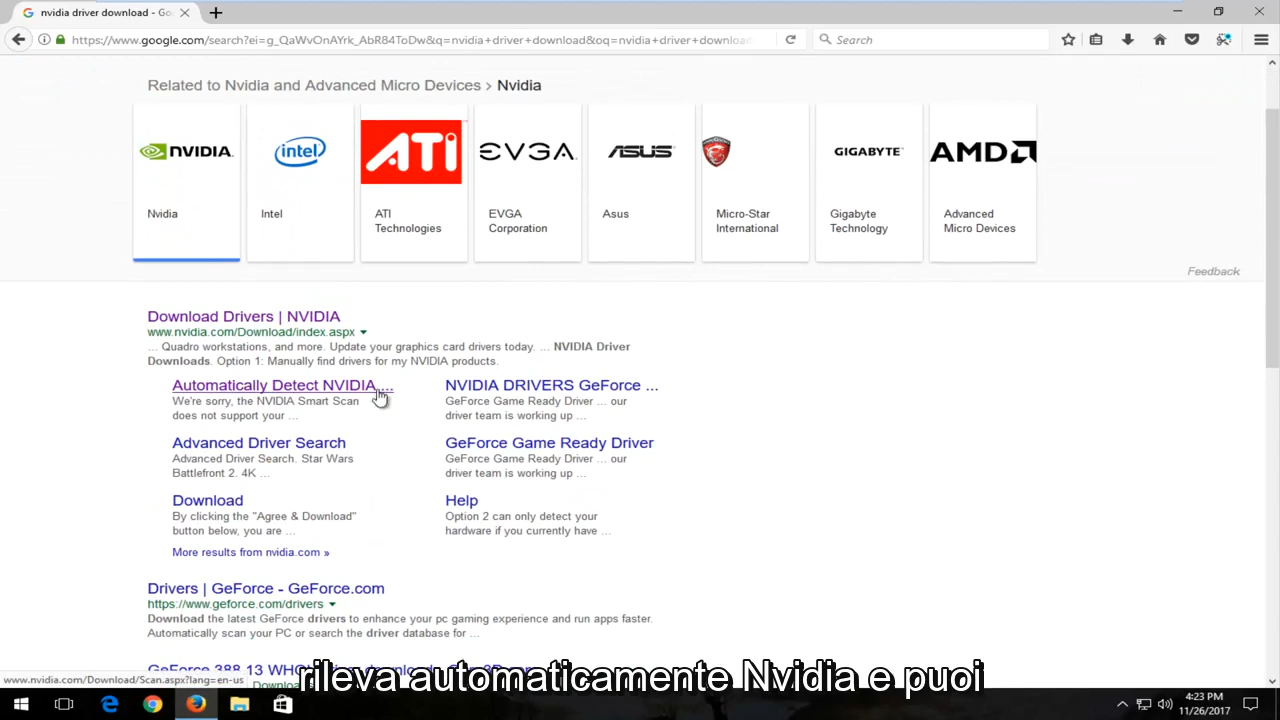 nvidia driver download - Go
https://www.google.com/search?ei=g_QaWvOnAYrk_AbR84ToDw&q=nvidia+driver+download&oq=nvidia+driver+downloa
Search
Related to Nvidia and Advanced Micro Devices > Nvidia
NVIDIA.
intel
ATI
EVGA.
ASUS
GIGABYTE
AMD
Nvidia
Intel
ATI Technologies
EVGA Corporation
Asus
Micro-Star International
Gigabyte Technology
Advanced Micro Devices
Feedback
Download Drivers | NVIDIA
www.nvidia.com/Download/index.aspx
... Quadro workstations, and more. Update your graphics card drivers today. ... NVIDIA Driver
Downloads. Option 1: Manually find drivers for my NVIDIA products.
Automatically Detect NVIDIA ...
We're sorry, the NVIDIA Smart Scan
does not support your ...
NVIDIA DRIVERS GeForce ...
GeForce Game Ready Driver ... our
driver team is working up ...
Advanced Driver Search
Advanced Driver Search. Star Wars
Battlefront 2. 4K ...
GeForce Game Ready Driver
GeForce Game Ready Driver ... our
driver team is working up ...
Download
By clicking the "Agree & Download"
button below, you are ...
Help
Option 2 can only detect your
hardware if you currently have ...
More results from nvidia.com »
Drivers | GeForce - GeForce.com
https://www.geforce.com/drivers
Download the latest GeForce drivers to enhance your pc gaming experience and run apps faster.
Automatically scan your PC or search the driver database for ...
GeForce 388.13 WHQL
www.nvidia.com/Download/Scan.aspx?lang=en-us
rileva automaticamente Nvidia e puoi
4:23 PM
11/26/2017